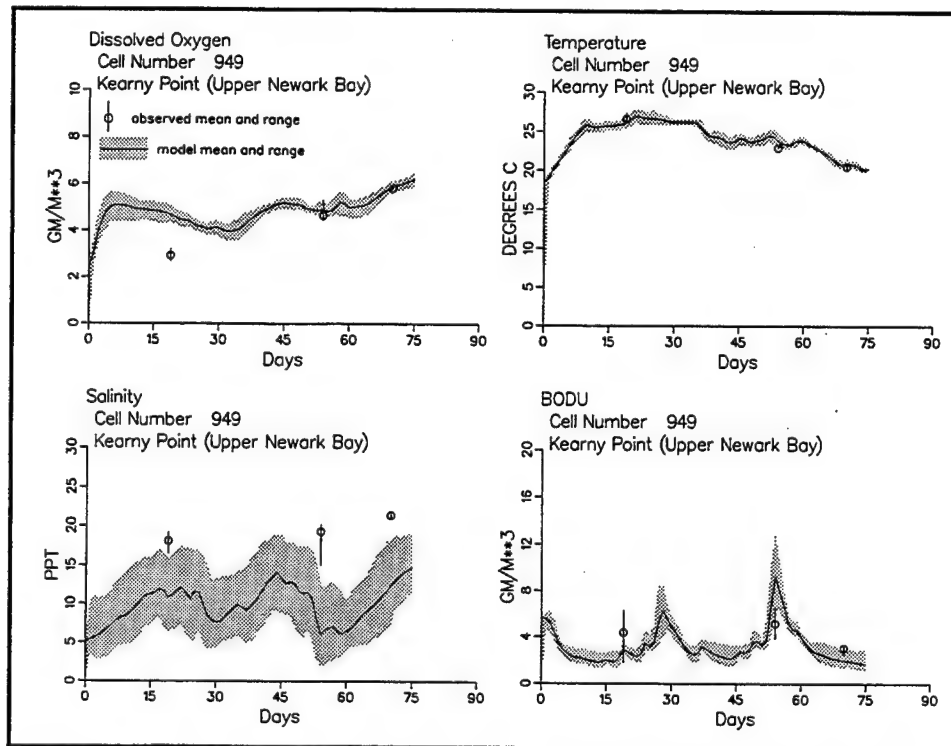 Dissolved Oxygen
Cell Number 949
Kearny Point (Upper Newark Bay)
10
8
6
4
2
0
GM/M**3
observed mean and range
model mean and range
0 15 30 45 60 75 90
Days
Temperature
Cell Number 949
Kearny Point (Upper Newark Bay)
30
25
20
15
10
5
0
DEGREES C
0 15 30 45 60 75 90
Days
Salinity
Cell Number 949
Kearny Point (Upper Newark Bay)
30
25
20
15
10
5
0
PPT
0 15 30 45 60 75 90
Days
BODU
Cell Number 949
Kearny Point (Upper Newark Bay)
20
16
12
8
4
0
GM/M**3
0 15 30 45 60 75 90
Days